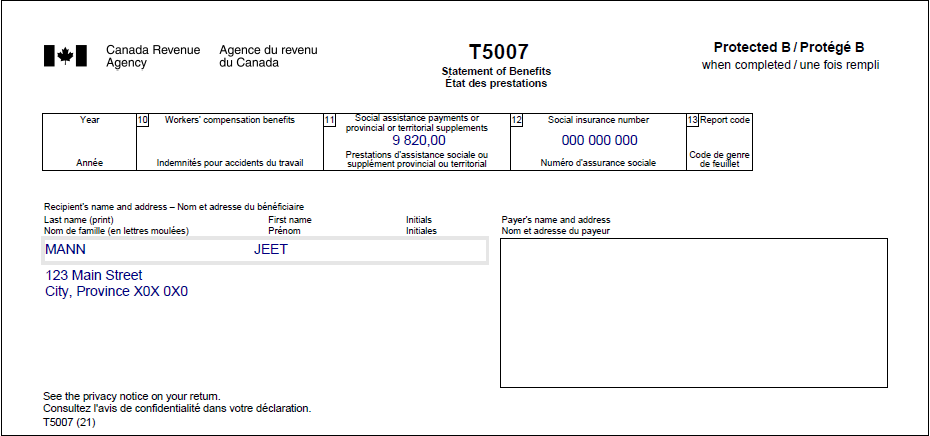 Canada Revenue Agency
Agence du revenu du Canada
T5007
Statement of Benefits
État des prestations
Protected B / Protégé B
when completed / une fois rempli
Year
Année
10 Workers' compensation benefits
Indemnités pour accidents du travail
11 Social assistance payments or
provincial or territorial supplements
9 820,00
Prestations d'assistance sociale ou
supplément provincial ou territorial
12 Social insurance number
000 000 000
Numéro d'assurance sociale
13 Report code
Code de genre
de feuillet
Recipient's name and address – Nom et adresse du bénéficiaire
Last name (print) First name Initials
Nom de famille (en lettres moulées) Prénom Initiales
MANN JEET
123 Main Street
City, Province X0X 0X0
Payer's name and address
Nom et adresse du payeur
See the privacy notice on your return.
Consultez l'avis de confidentialité dans votre déclaration.
T5007 (21)